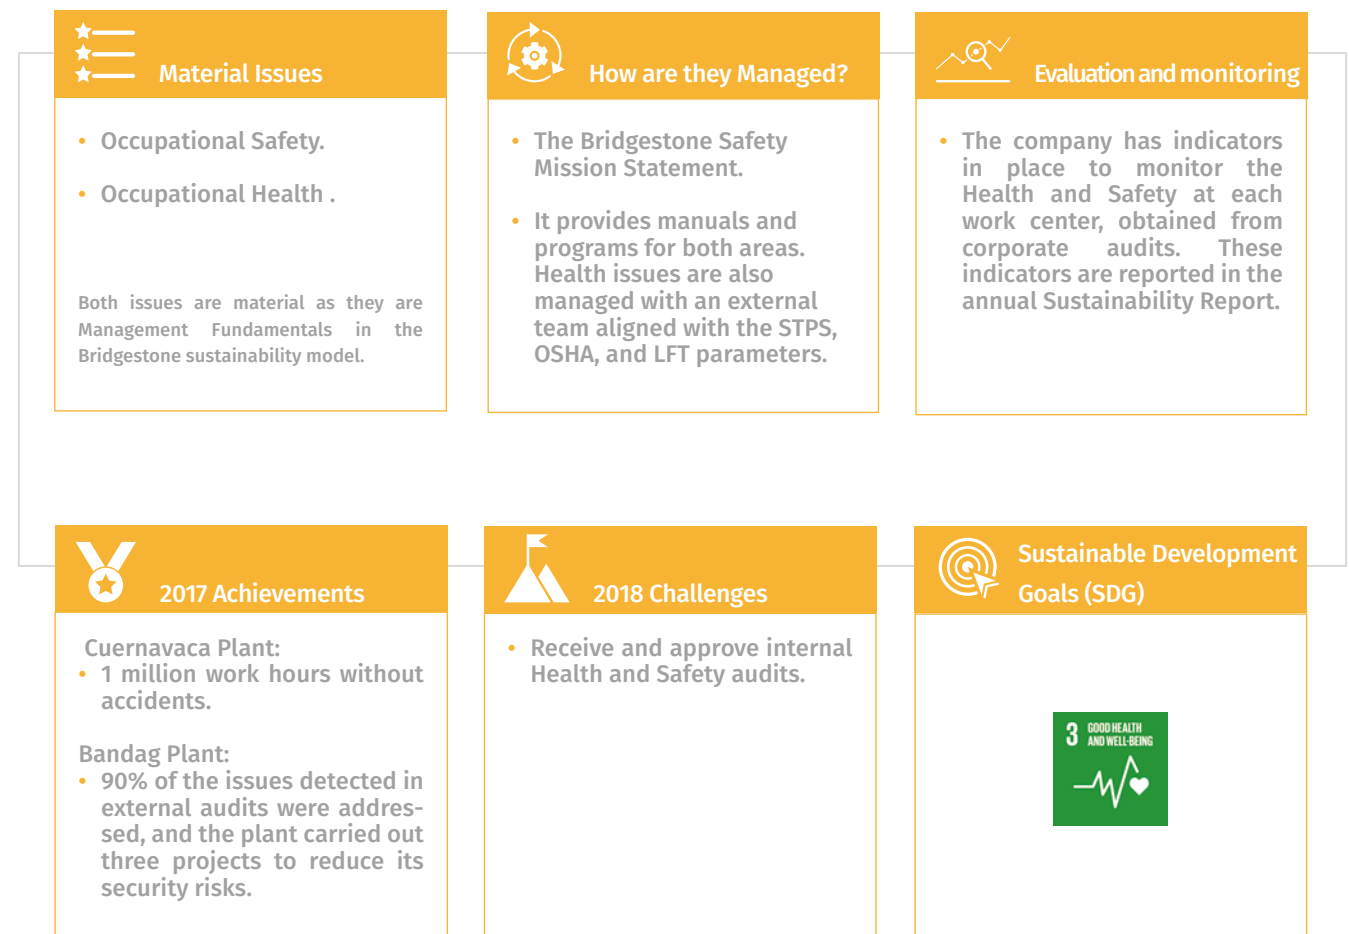 Material Issues
• Occupational Safety.
• Occupational Health .
Both issues are material as they are
Management Fundamentals in the
Bridgestone sustainability model.
How are they Managed?
• The Bridgestone Safety
Mission Statement.
• It provides manuals and
programs for both areas.
Health issues are also
managed with an external
team aligned with the STPS,
OSHA, and LFT parameters.
Evaluation and monitoring
• The company has indicators
in place to monitor the
Health and Safety at each
work center, obtained from
corporate audits. These
indicators are reported in the
annual Sustainability Report.
2017 Achievements
Cuernavaca Plant:
• 1 million work hours without
accidents.
Bandag Plant:
• 90% of the issues detected in
external audits were addres-
sed, and the plant carried out
three projects to reduce its
security risks.
2018 Challenges
• Receive and approve internal
Health and Safety audits.
Sustainable Development
Goals (SDG)
3 GOOD HEALTH
AND WELL-BEING